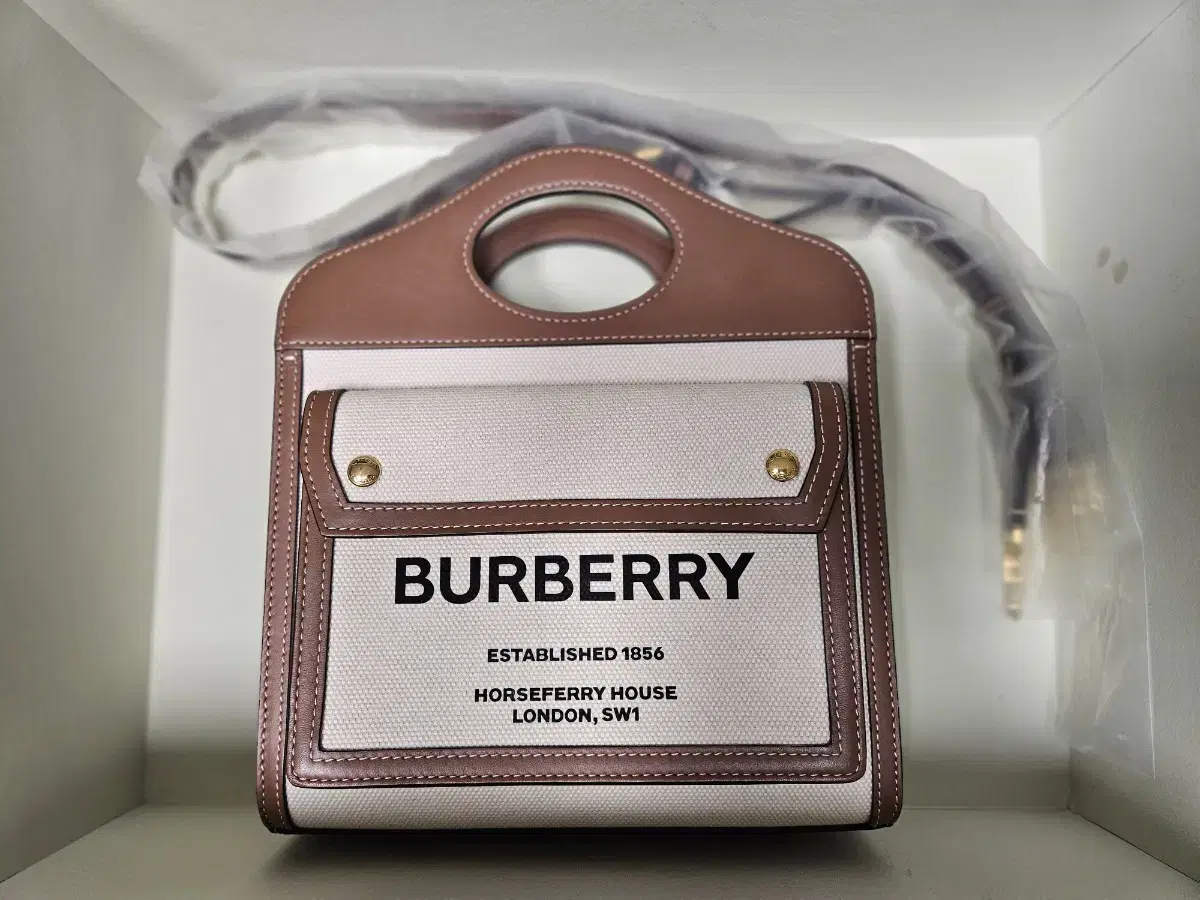 BURBERRY
ESTABLISHED 1856
HORSEFERRY HOUSE
LONDON, SW1